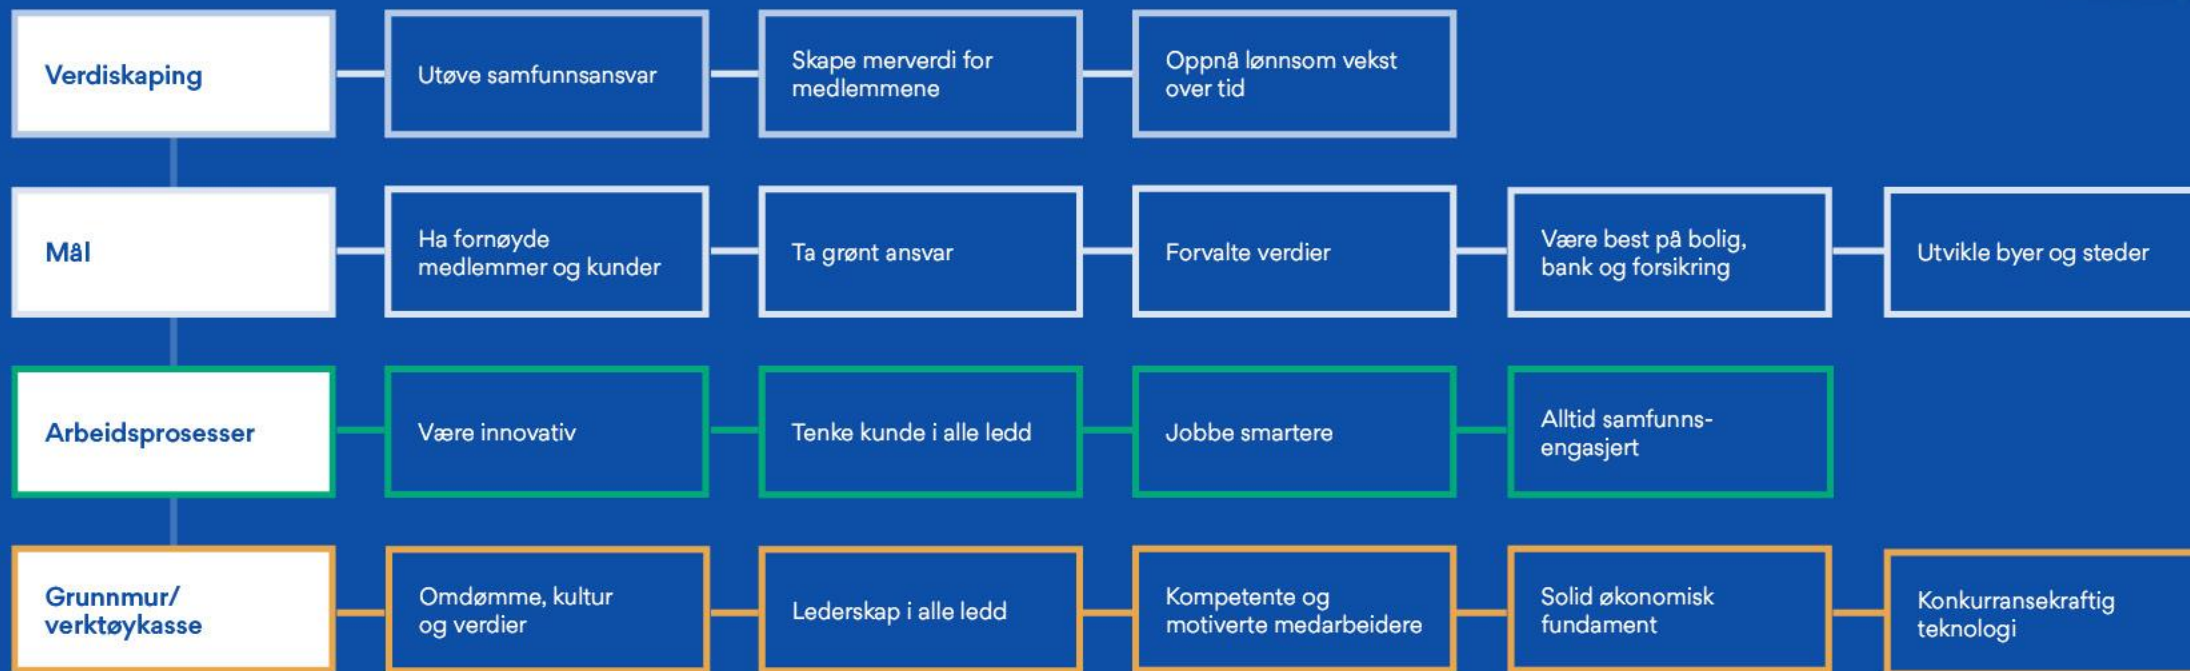 Verdiskaping
Utøve samfunnsansvar
Skape merverdi for
medlemmene
Oppnå lønnsom vekst
over tid
Mål
Ha fornøyde
medlemmer og kunder
Ta grønt ansvar
Forvalte verdier
Være best på bolig,
bank og forsikring
Utvikle byer og steder
Arbeidsprosesser
Være innovativ
Tenke kunde i alle ledd
Jobbe smartere
Alltid samfunns-
engasjert
Grunnmur/
verktøykasse
Omdømme, kultur
og verdier
Lederskap i alle ledd
Kompetente og
motiverte medarbeidere
Solid økonomisk
fundament
Konkurransekraftig
teknologi